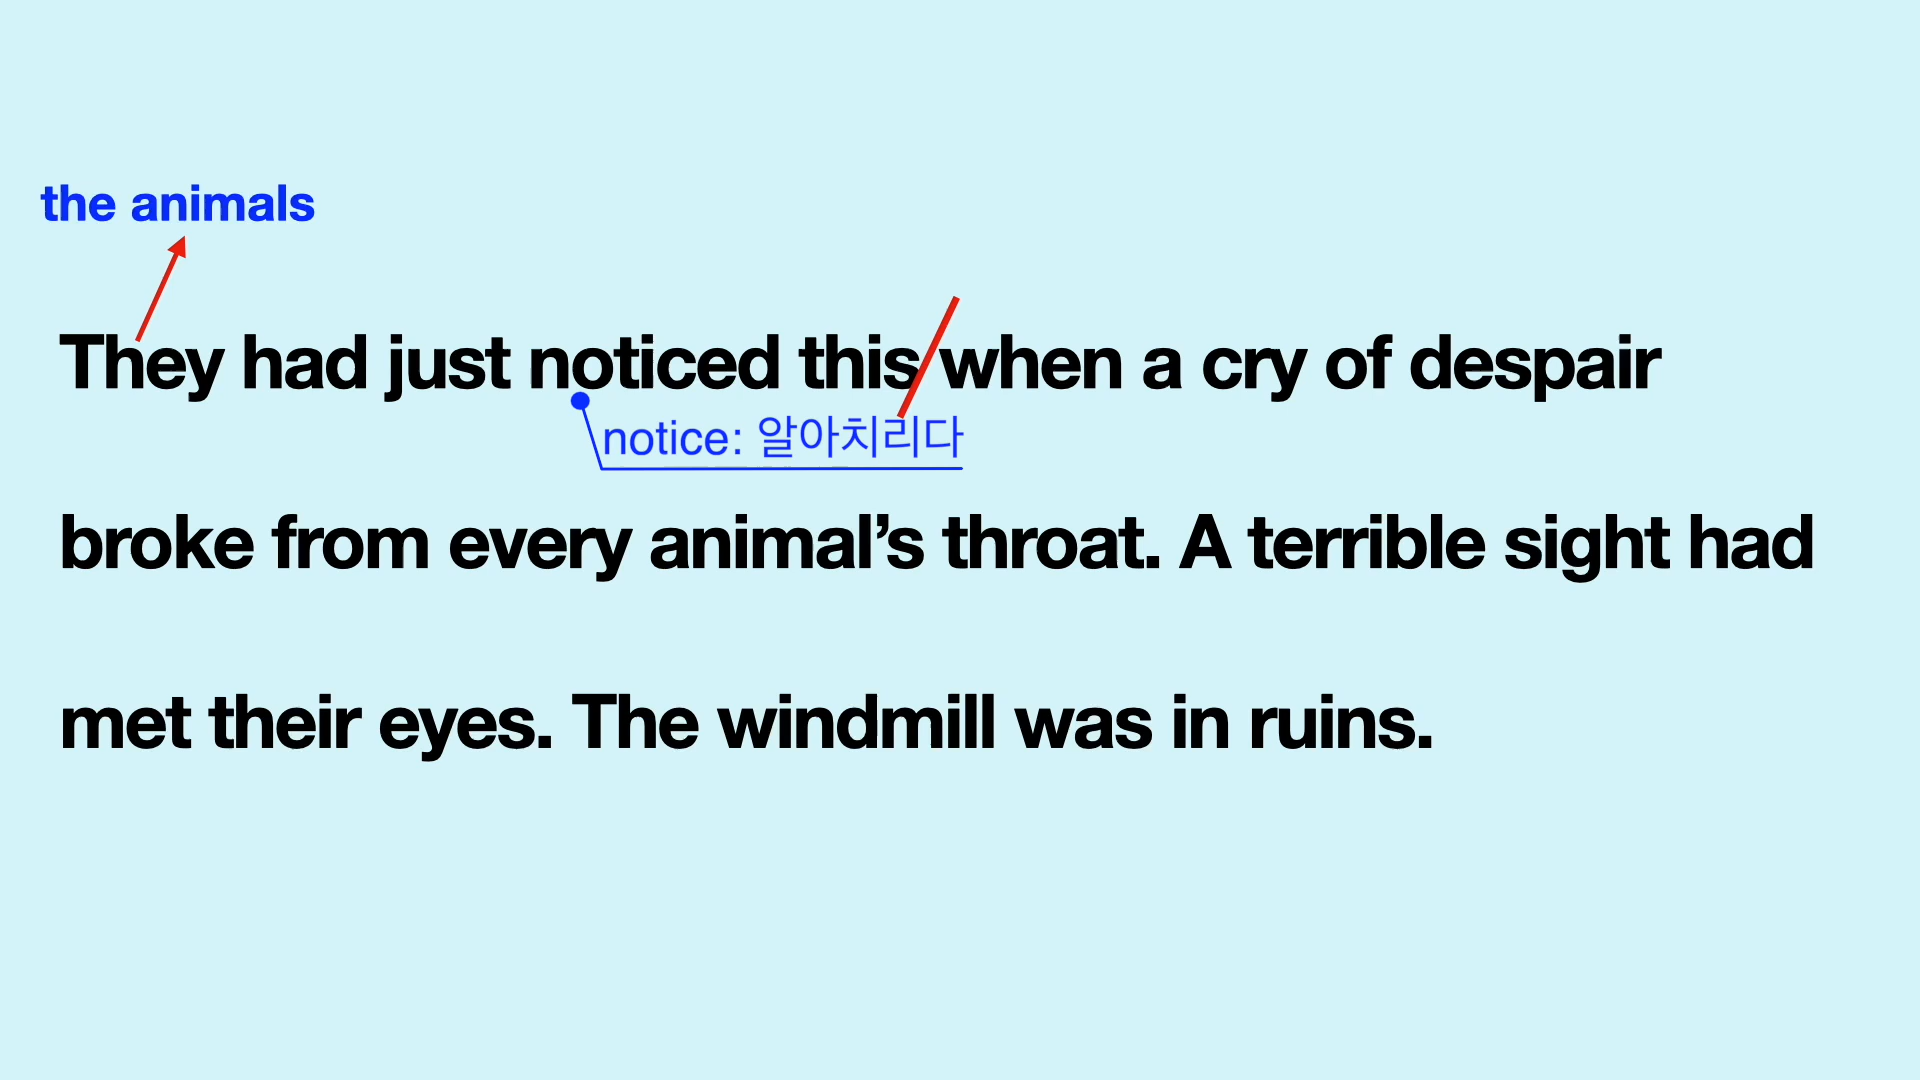 the animals
They had just noticed this when a cry of despair
notice: 알아치리다
broke from every animal’s throat. A terrible sight had
met their eyes. The windmill was in ruins.